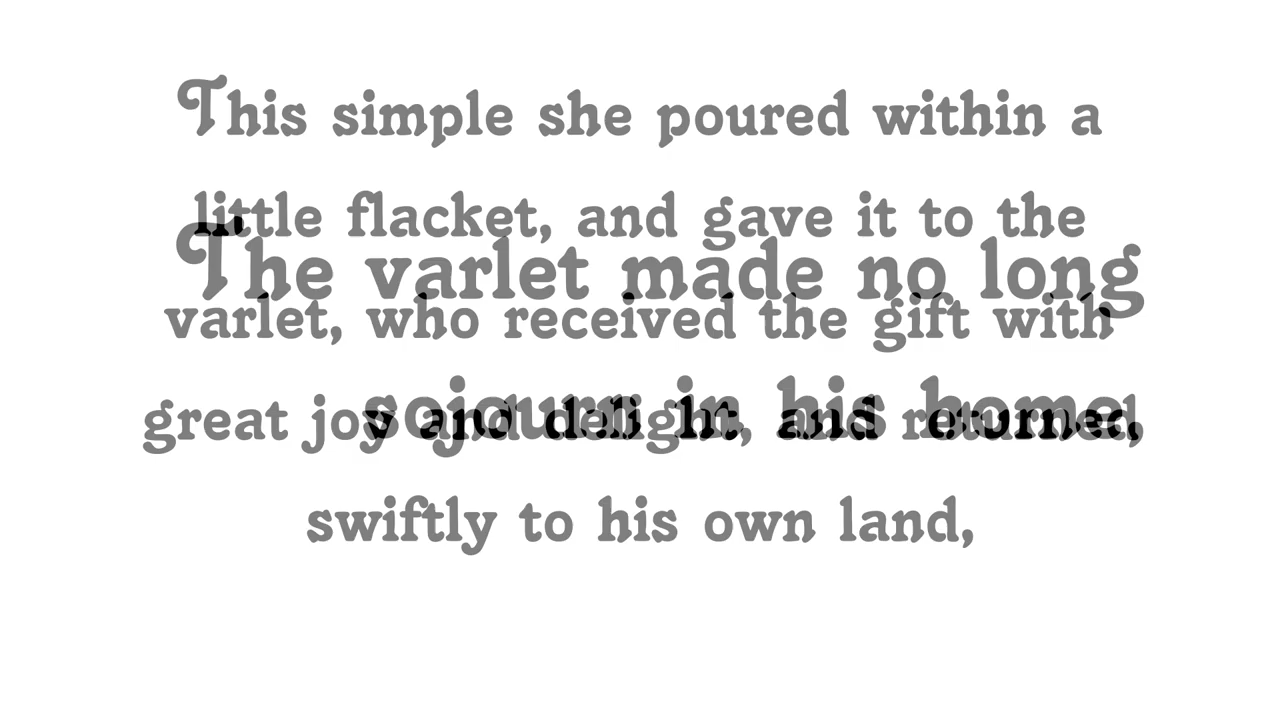 This simple she poured within a
little flacket, and gave it to the
varlet, who received the gift with
great joy and delight, and returned
swiftly to his own land,
The varlet made no long
sojourn in his home,